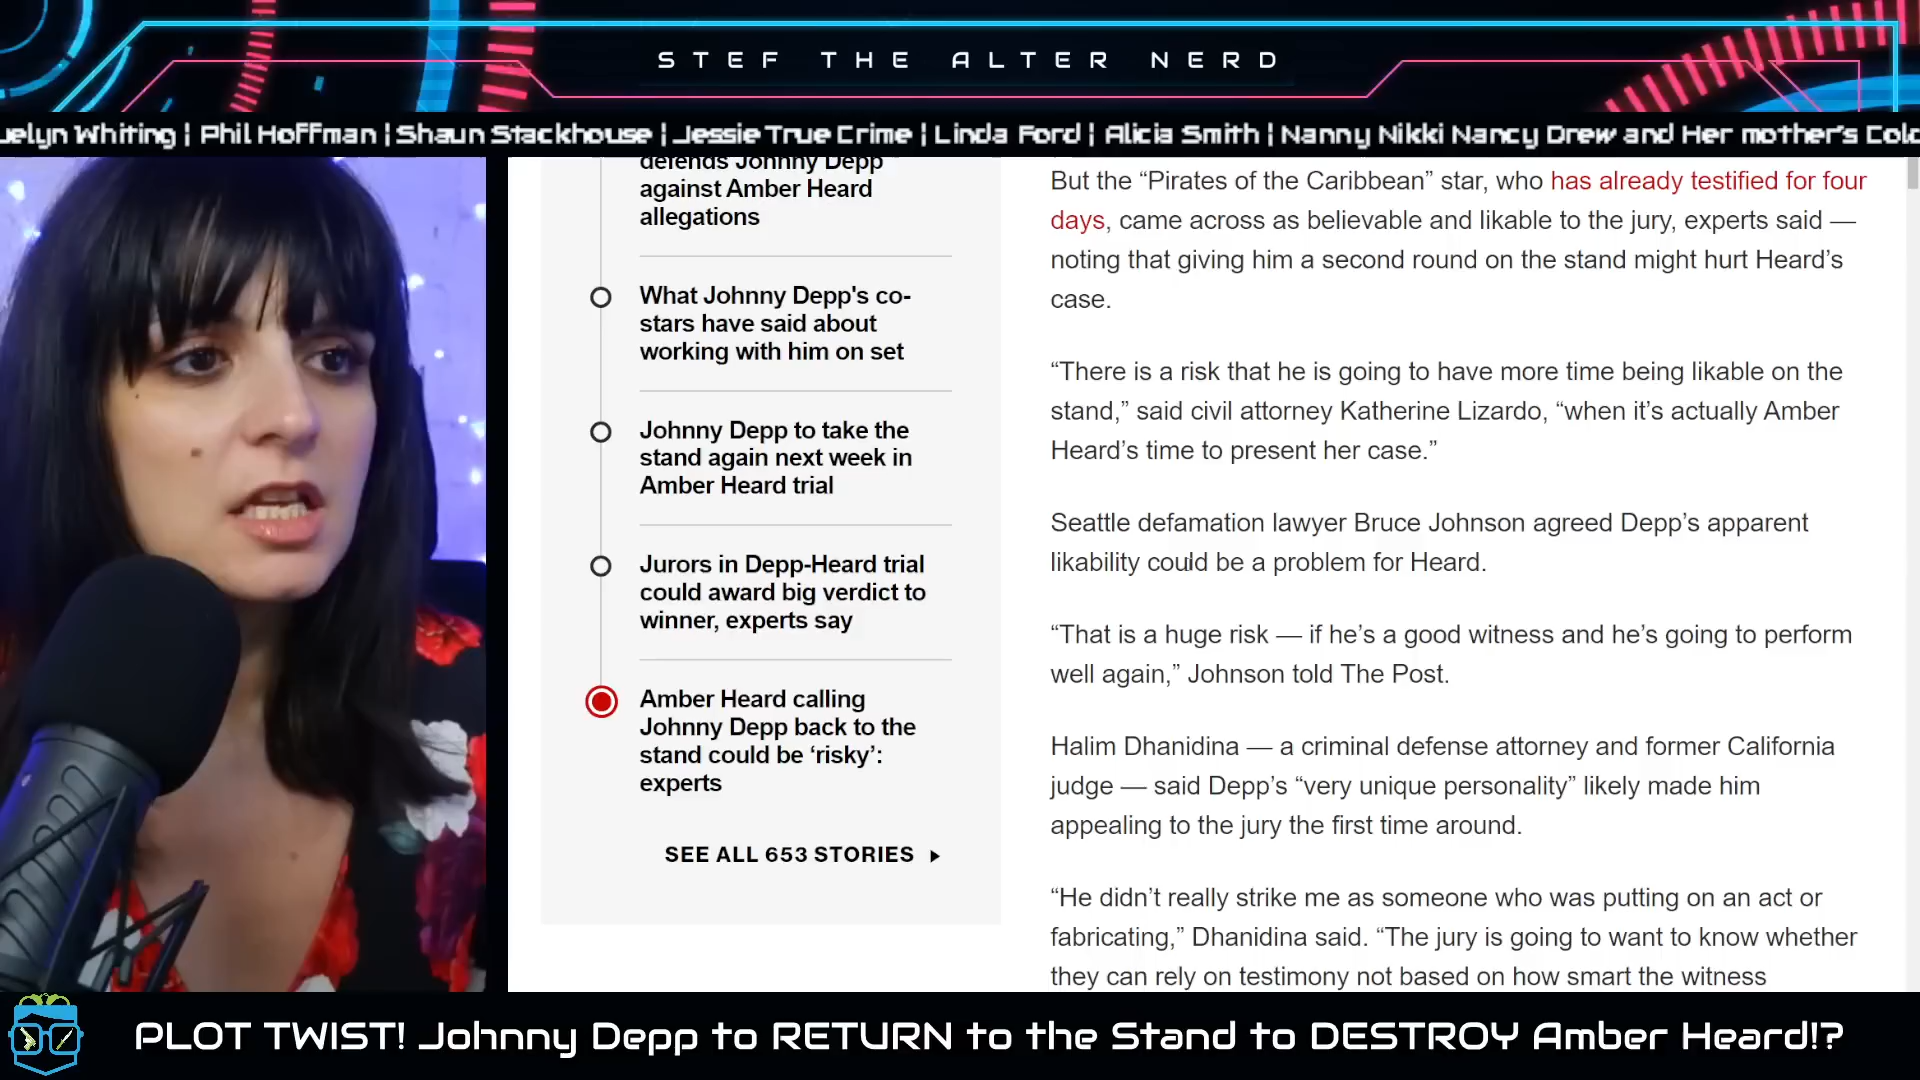 STEF THE ALTER NERD
uelyn Whiting | Phil Hoffman | Shaun Stackhouse | Jessie True Crime | Linda Ford | Alicia Smith | Nanny Nikki Nancy Drew and Her mother's Colo
defends Johnny Depp
against Amber Heard
allegations
What Johnny Depp's co-
stars have said about
working with him on set
Johnny Depp to take the
stand again next week in
Amber Heard trial
Jurors in Depp-Heard trial
could award big verdict to
winner, experts say
Amber Heard calling
Johnny Depp back to the
stand could be ‘risky’:
experts
SEE ALL 653 STORIES
But the “Pirates of the Caribbean” star, who has already testified for four
days, came across as believable and likable to the jury, experts said —
noting that giving him a second round on the stand might hurt Heard’s
case.
“There is a risk that he is going to have more time being likable on the
stand,” said civil attorney Katherine Lizardo, “when it’s actually Amber
Heard’s time to present her case.”
Seattle defamation lawyer Bruce Johnson agreed Depp’s apparent
likability could be a problem for Heard.
“That is a huge risk — if he’s a good witness and he’s going to perform
well again,” Johnson told The Post.
Halim Dhanidina — a criminal defense attorney and former California
judge — said Depp’s “very unique personality” likely made him
appealing to the jury the first time around.
“He didn’t really strike me as someone who was putting on an act or
fabricating,” Dhanidina said. “The jury is going to want to know whether
they can rely on testimony not based on how smart the witness
PLOT TWIST! Johnny Depp to RETURN to the Stand to DESTROY Amber Heard!?